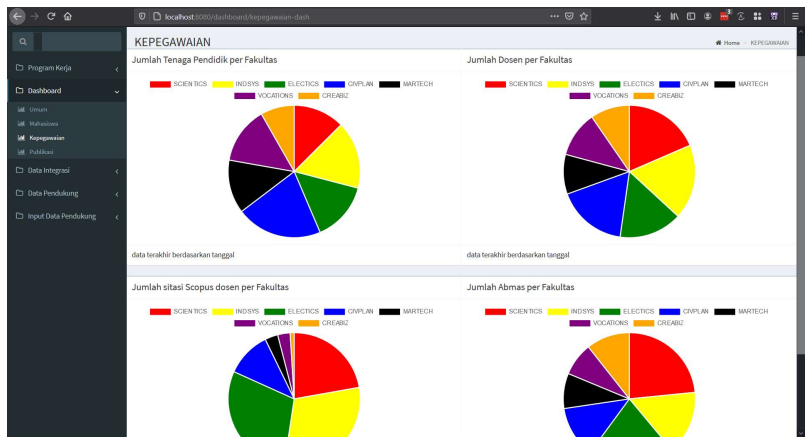 localhost:8080/dashboard/kepegawaian-dash
3
Program Kerja
Dashboard
Umum
Mahasiswa
Kepegawaian
Publikasi
Data Integrasi
Data Pendukung
Input Data Pendukung
KEPEGAWAIAN
Home - KEPEGAWAIAN
Jumlah Tenaga Pendidik per Fakultas
SCIENTICS INDSYS ELECTICS CIVPLAN MARTECH
VOCATIONS CREABIZ
data terakhir berdasarkan tanggal
Jumlah Dosen per Fakultas
SCIENTICS INDSYS ELECTICS CIVPLAN MARTECH
VOCATIONS CREABIZ
data terakhir berdasarkan tanggal
Jumlah sitasi Scopus dosen per Fakultas
SCIENTICS INDSYS ELECTICS CIVPLAN MARTECH
VOCATIONS CREABIZ
Jumlah Abmas per Fakultas
SCIENTICS INDSYS ELECTICS CIVPLAN MARTECH
VOCATIONS CREABIZ